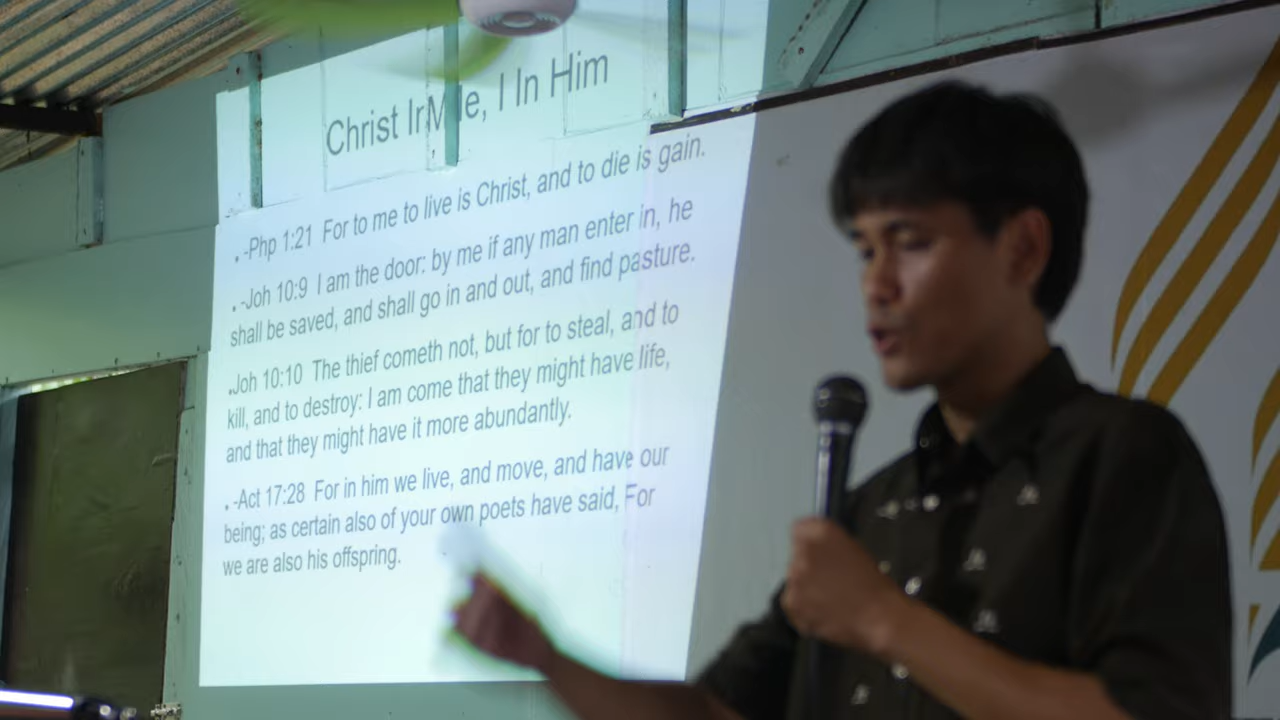 Christ In Me, I In Him
. -Php 1:21 For to me to live is Christ, and to die is gain.
. -Joh 10:9 I am the door: by me if any man enter in, he
shall be saved, and shall go in and out, and find pasture.
.Joh 10:10 The thief cometh not, but for to steal, and to
kill, and to destroy: I am come that they might have life,
and that they might have it more abundantly.
. -Act 17:28 For in him we live, and move, and have our
being; as certain also of your own poets have said, For
we are also his offspring.